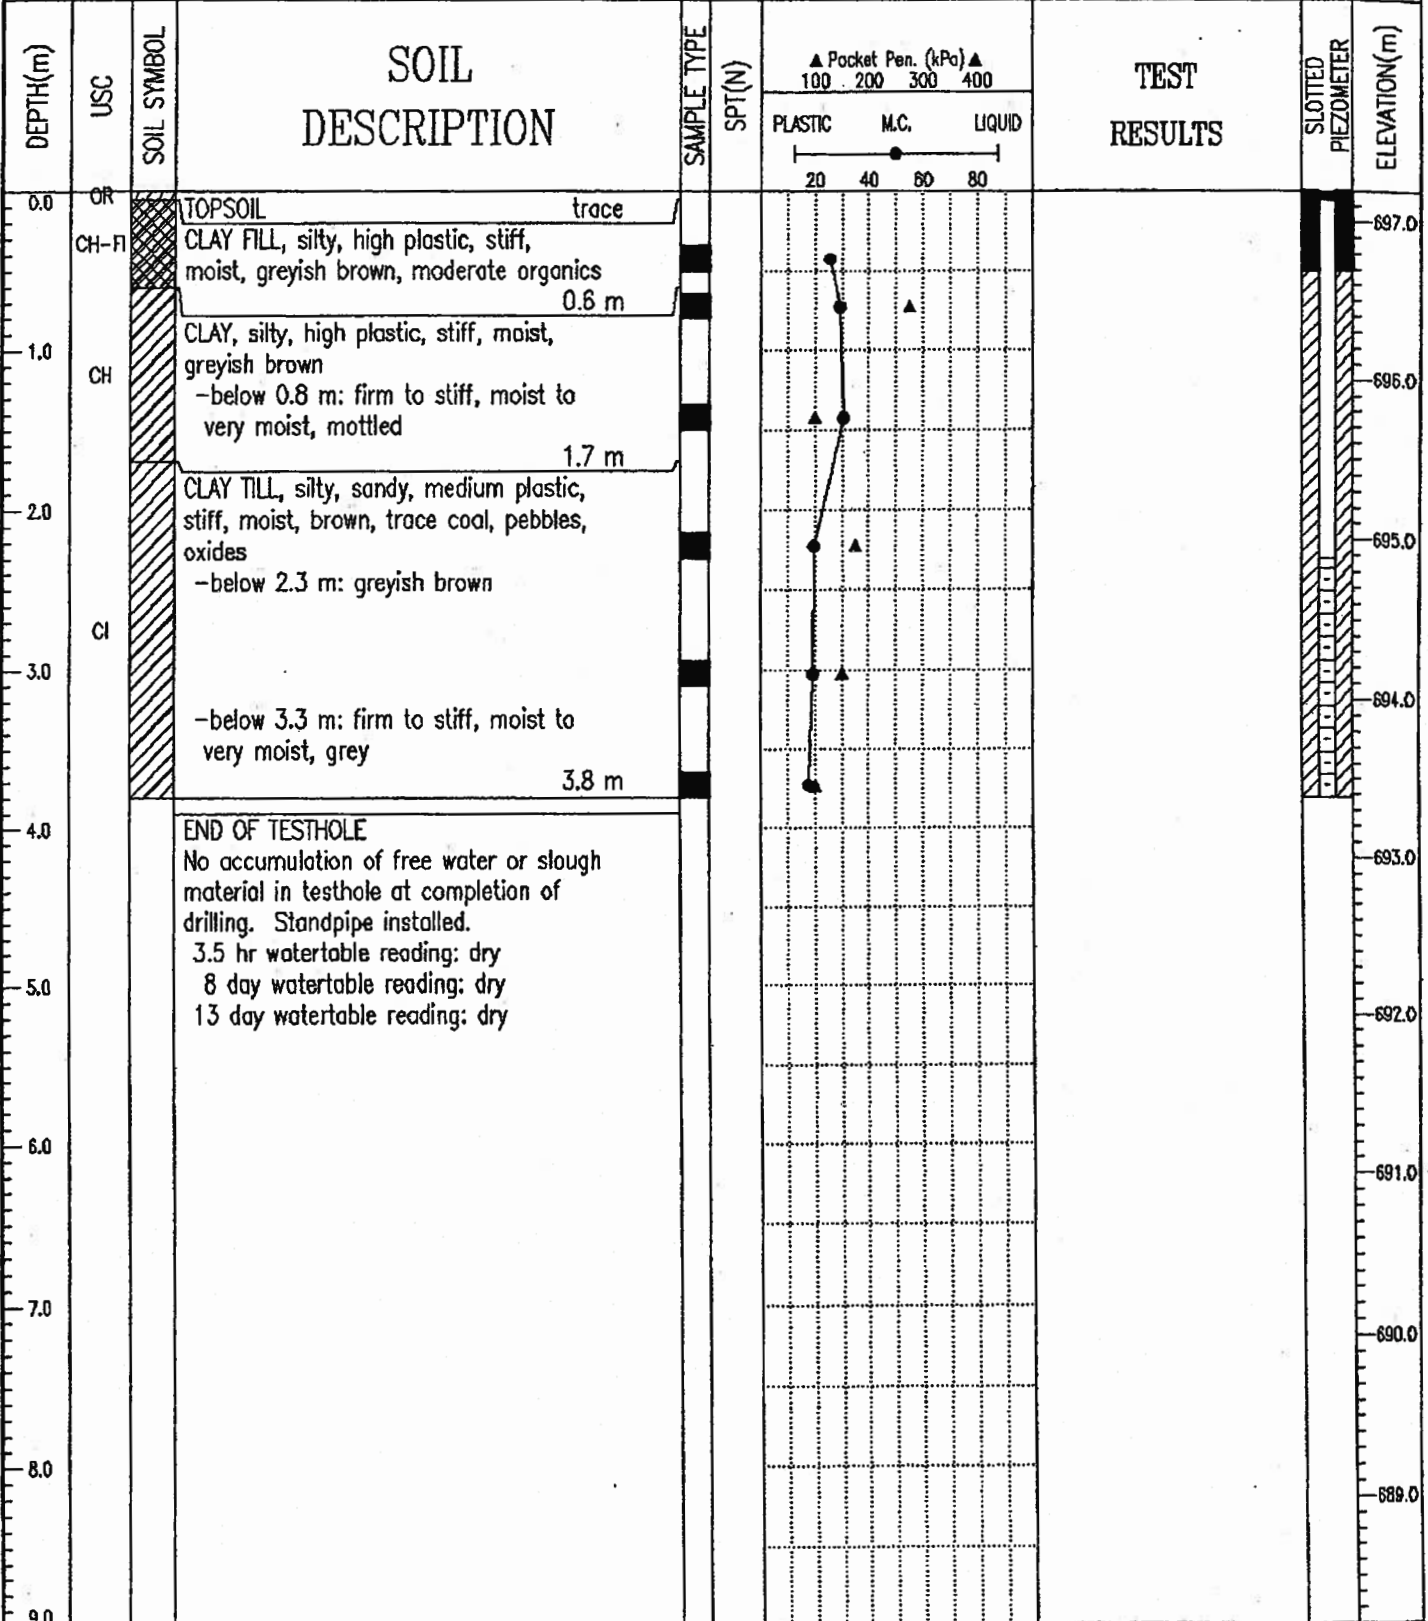 DEPTH(m)
USC
SOIL SYMBOL
SOIL
DESCRIPTION
SAMPLE TYPE
SPT(N)
▲ Pocket Pen. (kPa) ▲
100 200 300 400
PLASTIC M.C. LIQUID
20 40 60 80
TEST
RESULTS
SLOTTED
PIEZOMETER
ELEVATION(m)
0.0
1.0
2.0
3.0
4.0
5.0
6.0
7.0
8.0
9.0
OR
CH-FI
CH
CI
TOPSOIL trace
CLAY FILL, silty, high plastic, stiff,
moist, greyish brown, moderate organics
0.6 m
CLAY, silty, high plastic, stiff, moist,
greyish brown
-below 0.8 m: firm to stiff, moist to
very moist, mottled
1.7 m
CLAY TILL, silty, sandy, medium plastic,
stiff, moist, brown, trace coal, pebbles,
oxides
-below 2.3 m: greyish brown
-below 3.3 m: firm to stiff, moist to
very moist, grey
3.8 m
END OF TESTHOLE
No accumulation of free water or slough
material in testhole at completion of
drilling. Standpipe installed.
3.5 hr watertable reading: dry
8 day watertable reading: dry
13 day watertable reading: dry
697.0
696.0
695.0
694.0
693.0
692.0
691.0
690.0
689.0